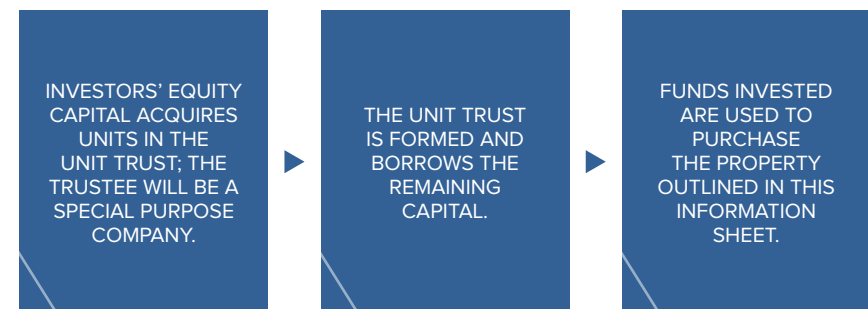 INVESTORS’ EQUITY
CAPITAL ACQUIRES
UNITS IN THE
UNIT TRUST; THE
TRUSTEE WILL BE A
SPECIAL PURPOSE
COMPANY.
THE UNIT TRUST
IS FORMED AND
BORROWS THE
REMAINING
CAPITAL.
FUNDS INVESTED
ARE USED TO
PURCHASE
THE PROPERTY
OUTLINED IN THIS
INFORMATION
SHEET.